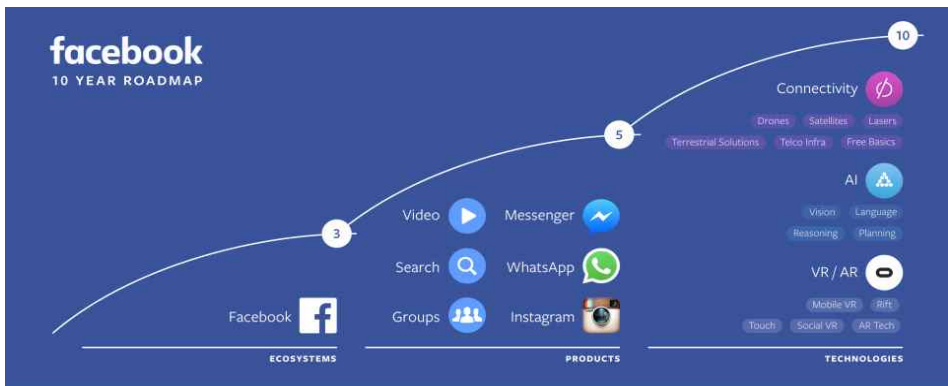 facebook
10 YEAR ROADMAP
3
5
10
Facebook
f
ECOSYSTEMS
Video
Messenger
Search
WhatsApp
Groups
Instagram
PRODUCTS
Connectivity
Drones Satellites Lasers
Terrestrial Solutions Telco Infra Free Basics
AI
Vision Language
Reasoning Planning
VR / AR
Mobile VR Rift
Touch Social VR AR Tech
TECHNOLOGIES